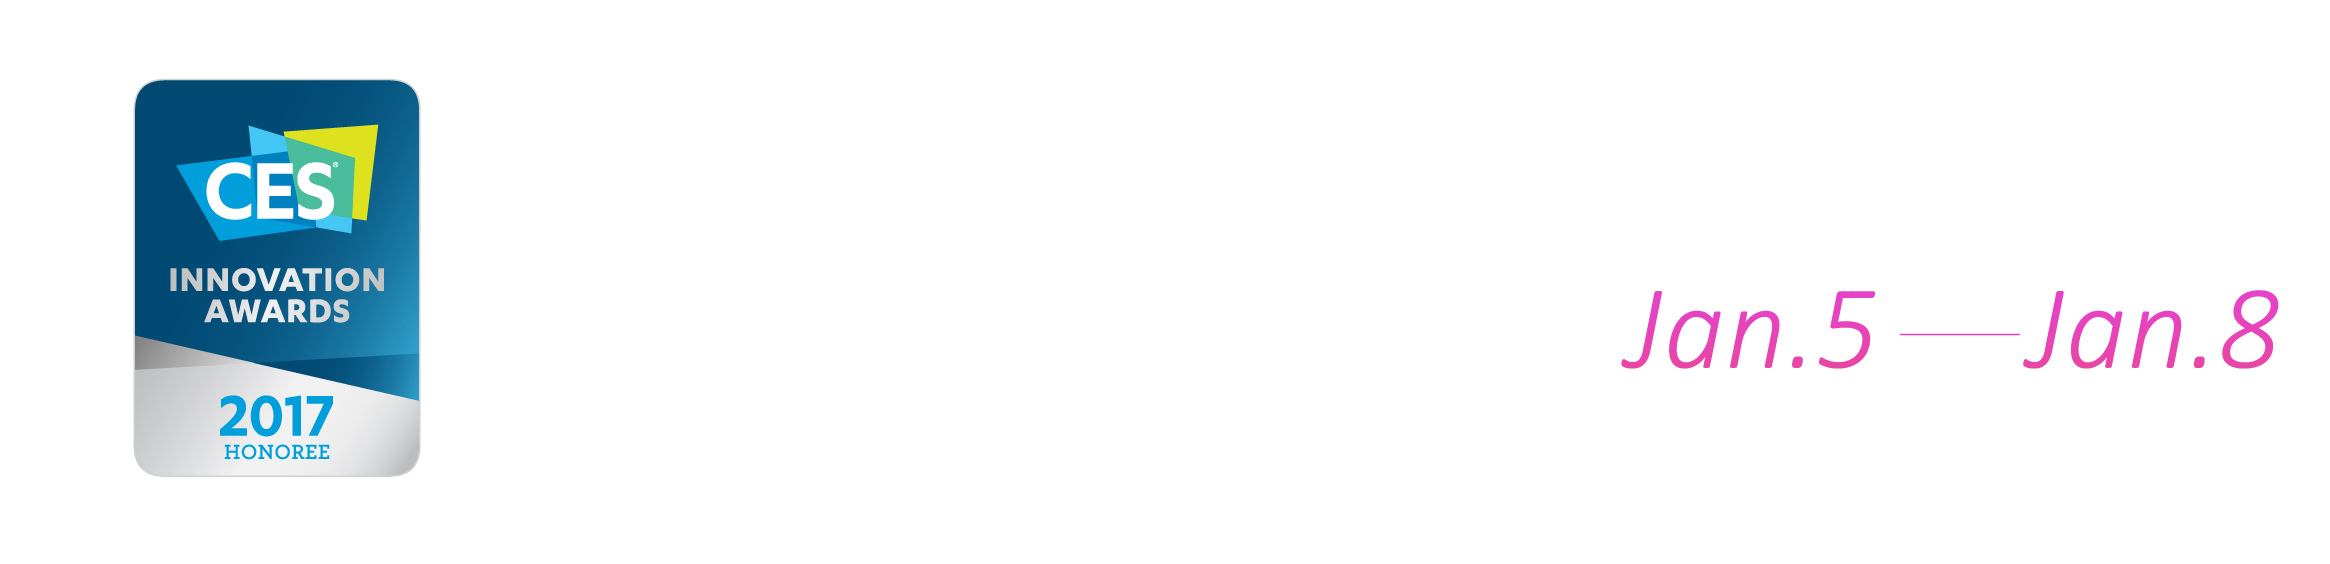 CES®
INNOVATION
AWARDS
2017
HONOREE
Jan.5 — Jan.8